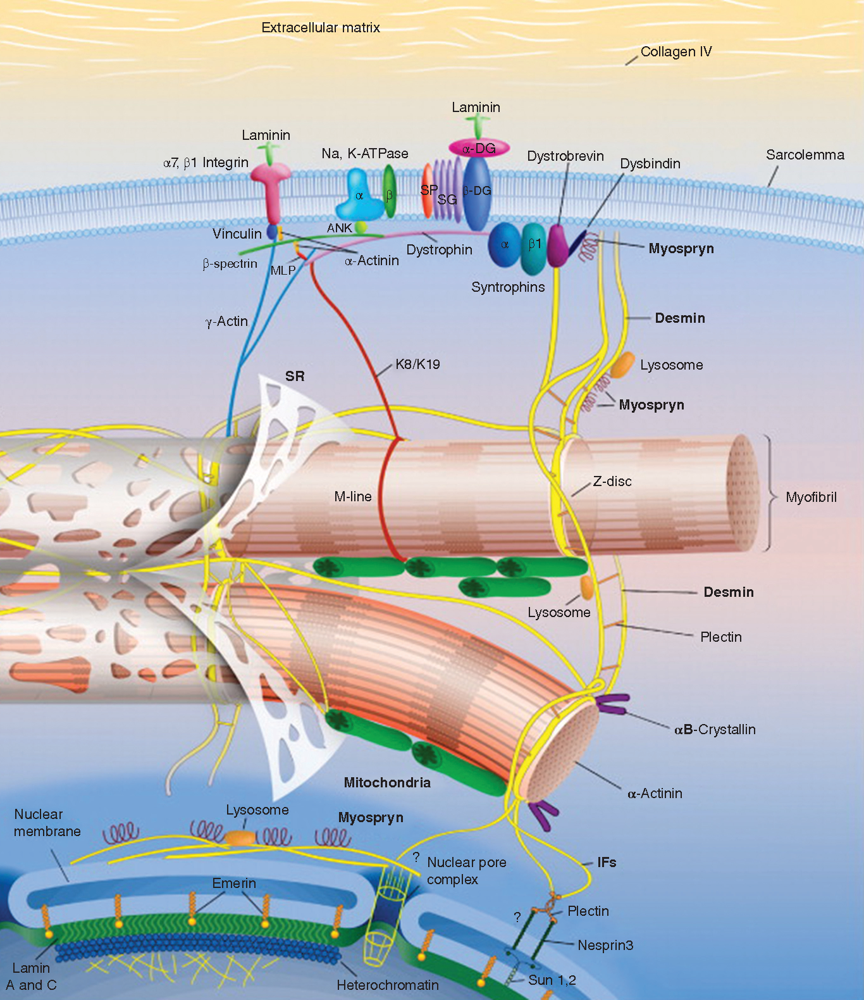 Extracellular matrix
Collagen IV
Laminin
Laminin
α-DG
Na, K-ATPase
Dystrobrevin
Sarcolemma
α7, β1 Integrin
Dysbindin
SP
SG
β-DG
α
β
Vinculin
ANK
α
β1
Dystrophin
Myospryn
β-spectrin
MLP
α-Actinin
Syntrophins
γ-Actin
Desmin
K8/K19
Lysosome
SR
Myospryn
M-line
Z-disc
Myofibril
Desmin
Lysosome
Plectin
αB-Crystallin
Mitochondria
α-Actinin
Nuclear
membrane
Lysosome
Myospryn
?
Nuclear pore
complex
IFs
Emerin
?
Plectin
Nesprin3
Lamin
A and C
Heterochromatin
Sun 1,2